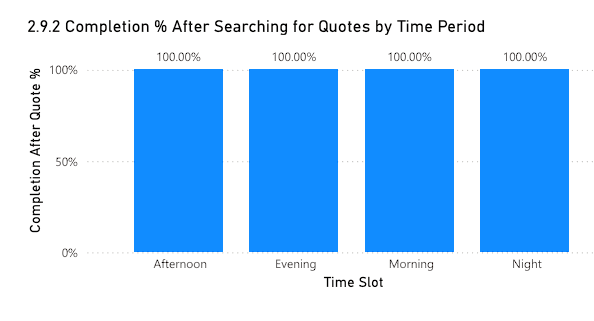 2.9.2 Completion % After Searching for Quotes by Time Period
Completion After Quote %
100%
50%
0%
100.00% 100.00% 100.00% 100.00%
Afternoon Evening Morning Night
Time Slot